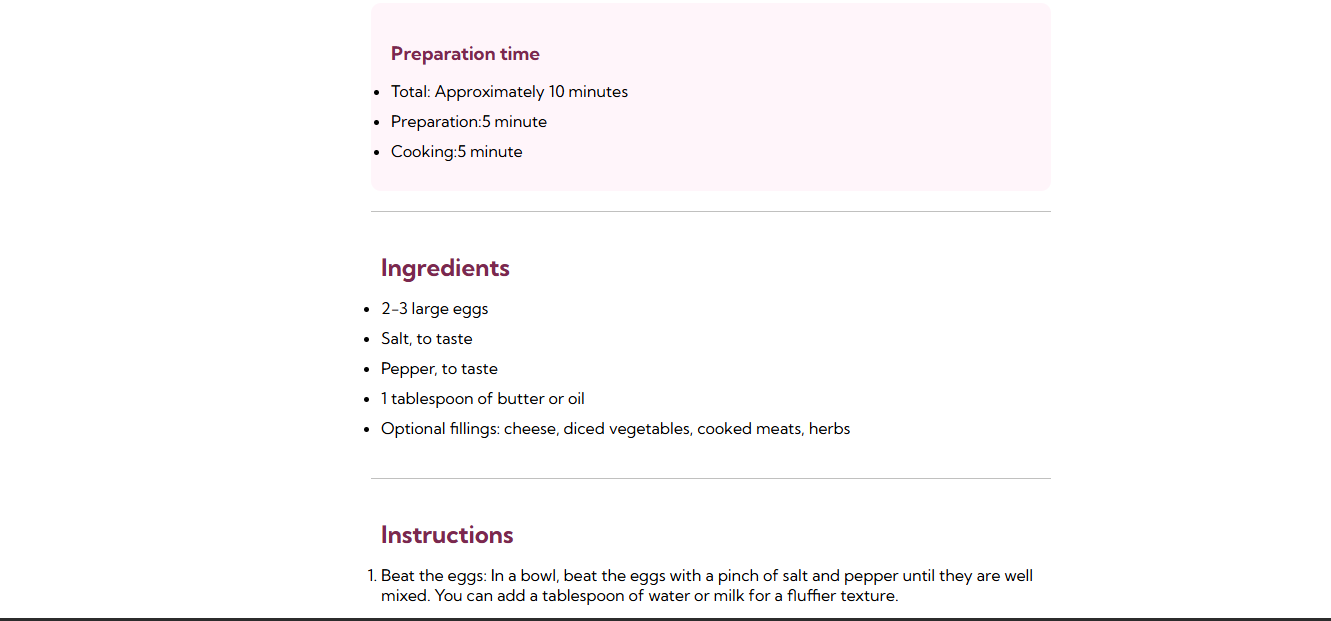 Preparation time
• Total: Approximately 10 minutes
• Preparation:5 minute
• Cooking:5 minute
Ingredients
• 2-3 large eggs
• Salt, to taste
• Pepper, to taste
• 1 tablespoon of butter or oil
• Optional fillings: cheese, diced vegetables, cooked meats, herbs
Instructions
1. Beat the eggs: In a bowl, beat the eggs with a pinch of salt and pepper until they are well
mixed. You can add a tablespoon of water or milk for a fluffier texture.